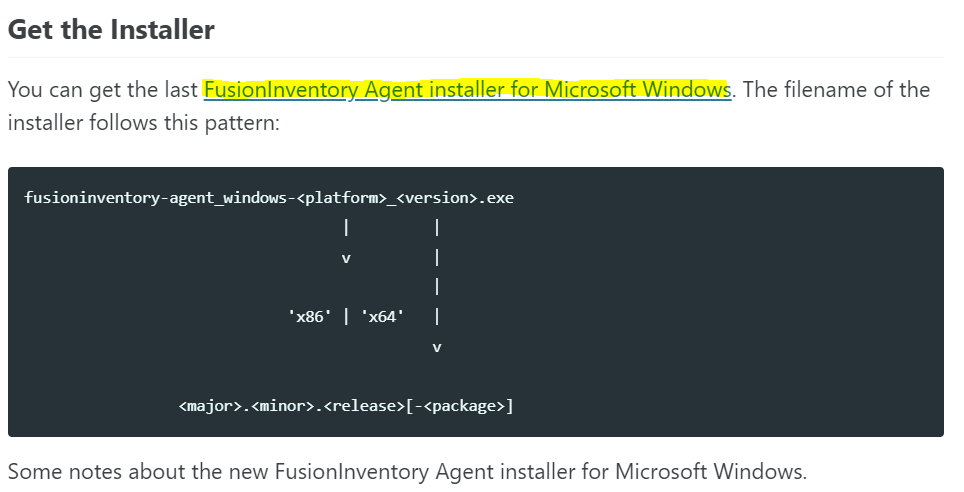 Get the Installer
You can get the last FusionInventory Agent installer for Microsoft Windows. The filename of the
installer follows this pattern:
fusioninventory-agent_windows-<platform>_<version>.exe
|          |
v          |
|
'x86' | 'x64'   |
v
<major>.<minor>.<release>[-<package>]
Some notes about the new FusionInventory Agent installer for Microsoft Windows.